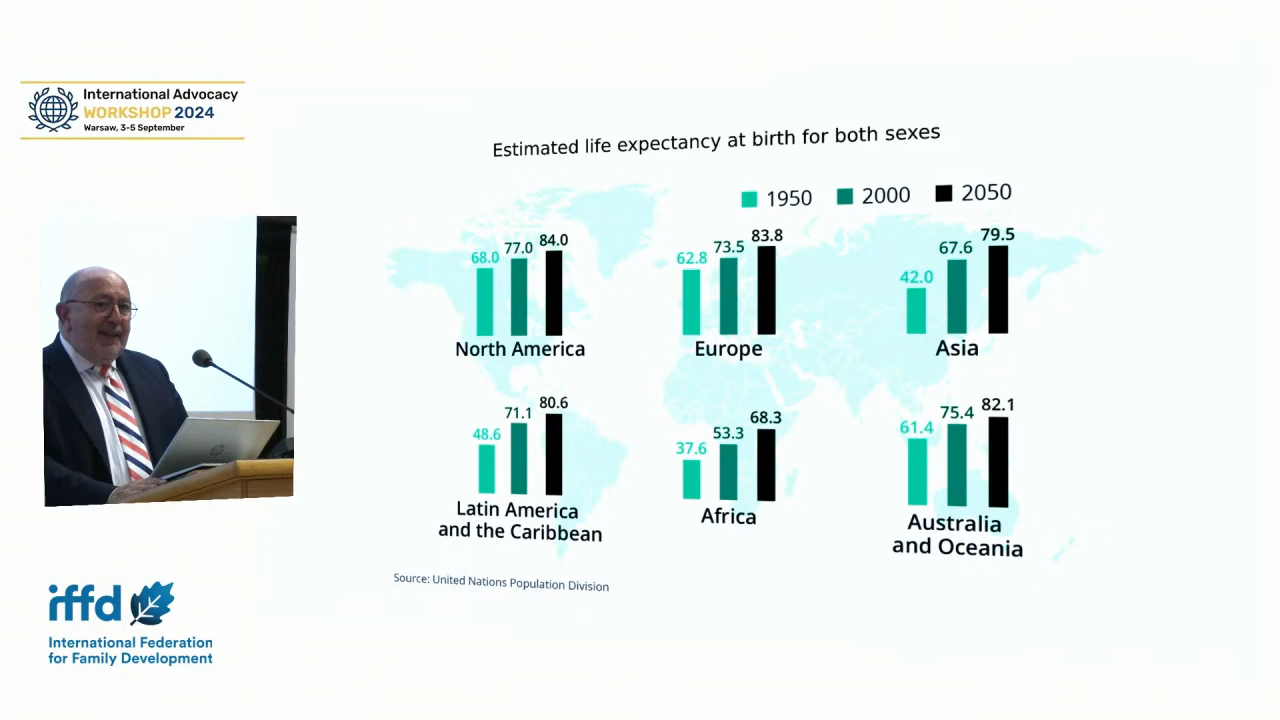 International Advocacy
WORKSHOP 2024
Warsaw, 3-5 September
Estimated life expectancy at birth for both sexes
1950 2000 2050
68.0 77.0 84.0
North America
62.8 73.5 83.8
Europe
42.0 67.6 79.5
Asia
48.6 71.1 80.6
Latin America
and the Caribbean
37.6 53.3 68.3
Africa
61.4 75.4 82.1
Australia
and Oceania
Source: United Nations Population Division
iffd
International Federation
for Family Development